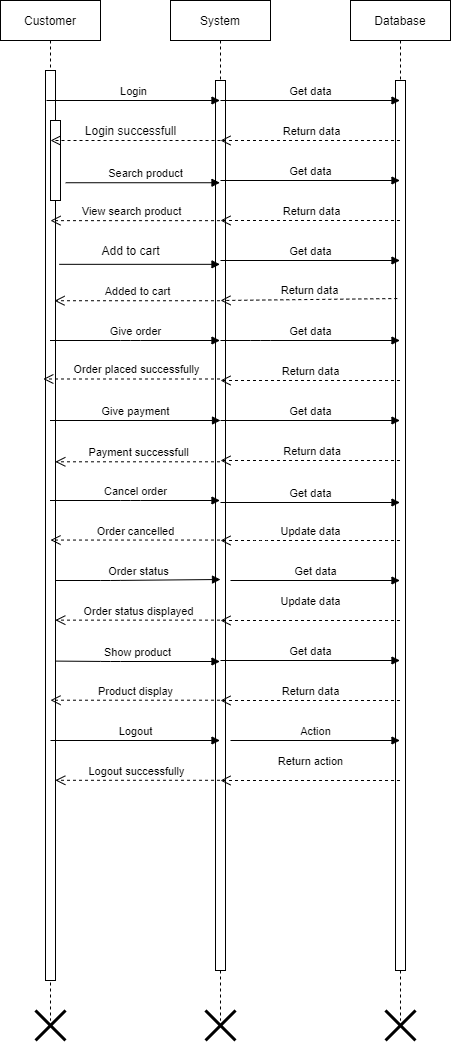 Customer
System
Database
Login
Get data
Login successfull
Return data
Search product
Get data
View search product
Return data
Add to cart
Get data
Added to cart
Return data
Give order
Get data
Order placed successfully
Return data
Give payment
Get data
Payment successfull
Return data
Cancel order
Get data
Order cancelled
Update data
Order status
Get data
Order status displayed
Update data
Show product
Get data
Product display
Return data
Logout
Action
Logout successfully
Return action